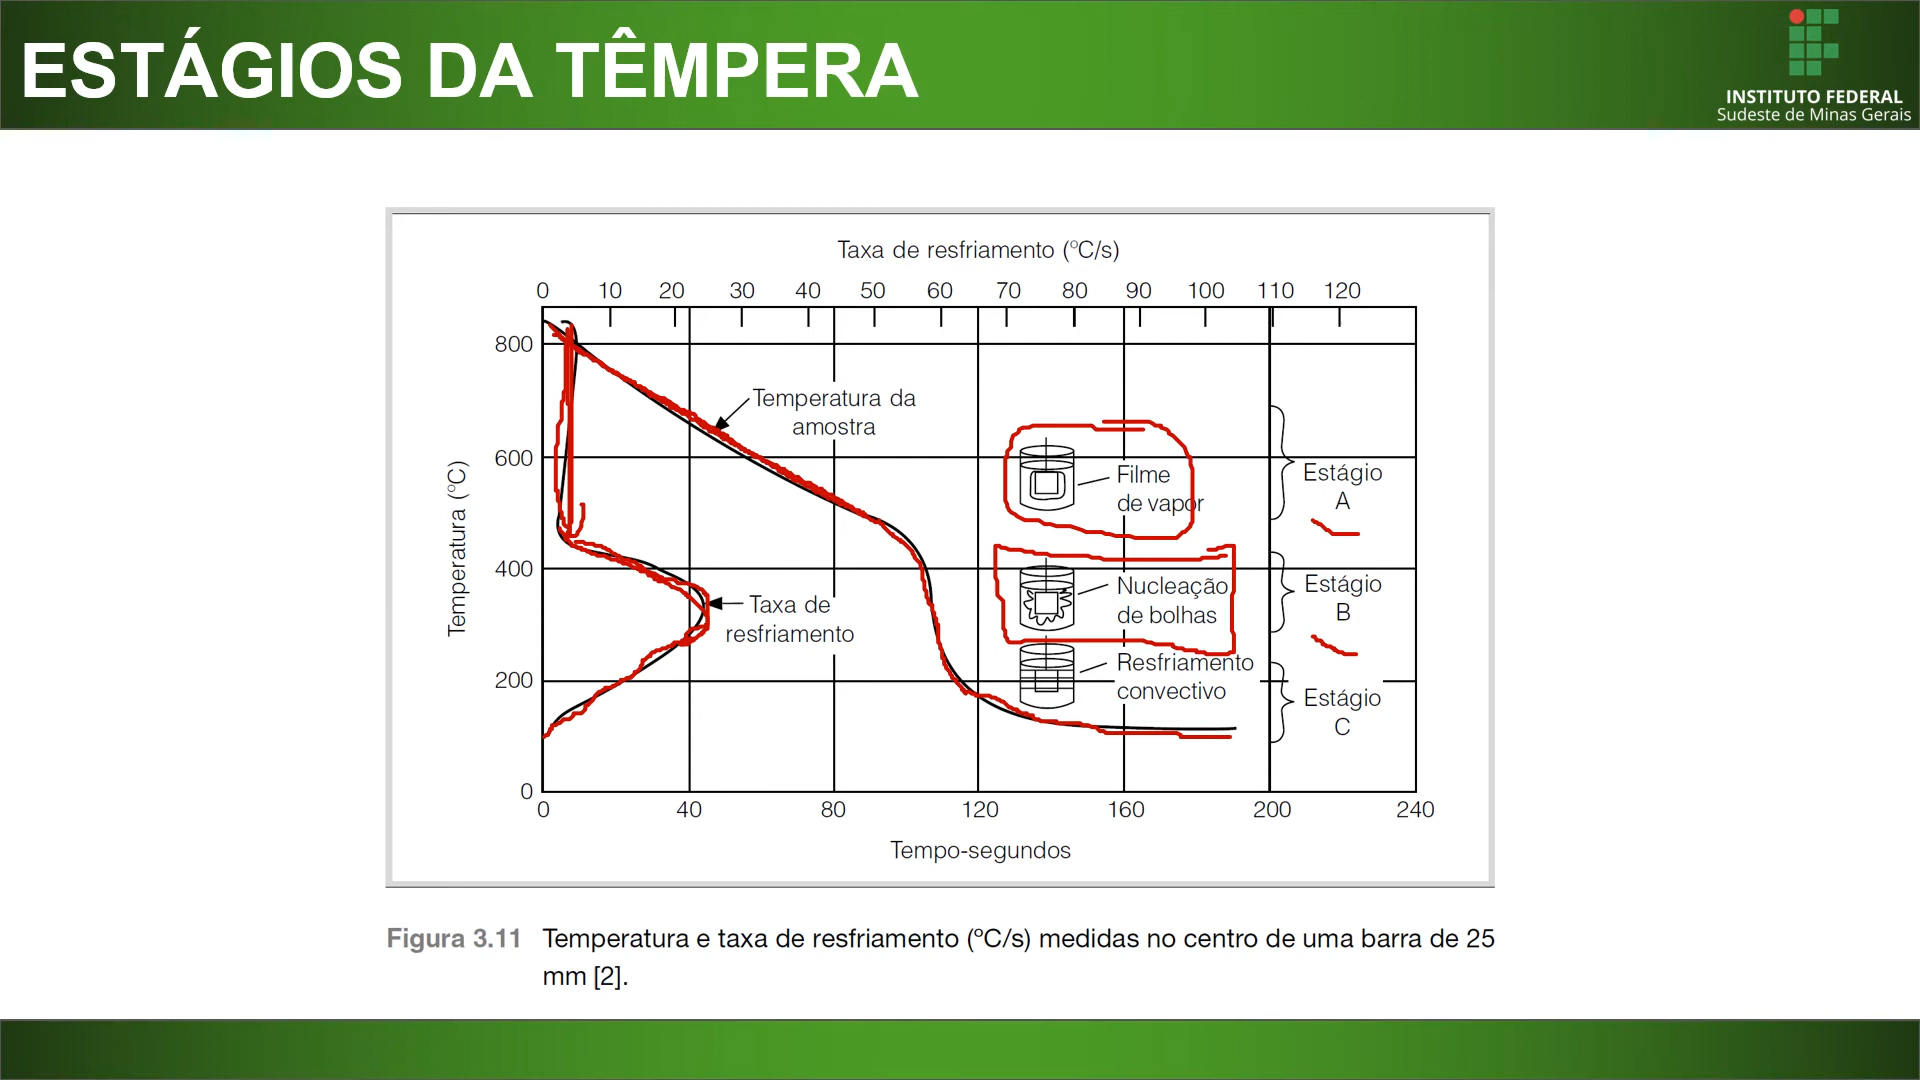 ESTÁGIOS DA TÊMPERA
INSTITUTO FEDERAL
Sudeste de Minas Gerais
Taxa de resfriamento (ºC/s)
0 10 20 30 40 50 60 70 80 90 100 110 120
800
600
400
200
0
Temperatura (ºC)
Temperatura da
amostra
Taxa de
resfriamento
Filme
de vapor
Nucleação
de bolhas
Resfriamento
convectivo
Estágio
A
Estágio
B
Estágio
C
0 40 80 120 160 200 240
Tempo-segundos
Figura 3.11 Temperatura e taxa de resfriamento (ºC/s) medidas no centro de uma barra de 25
mm [2].